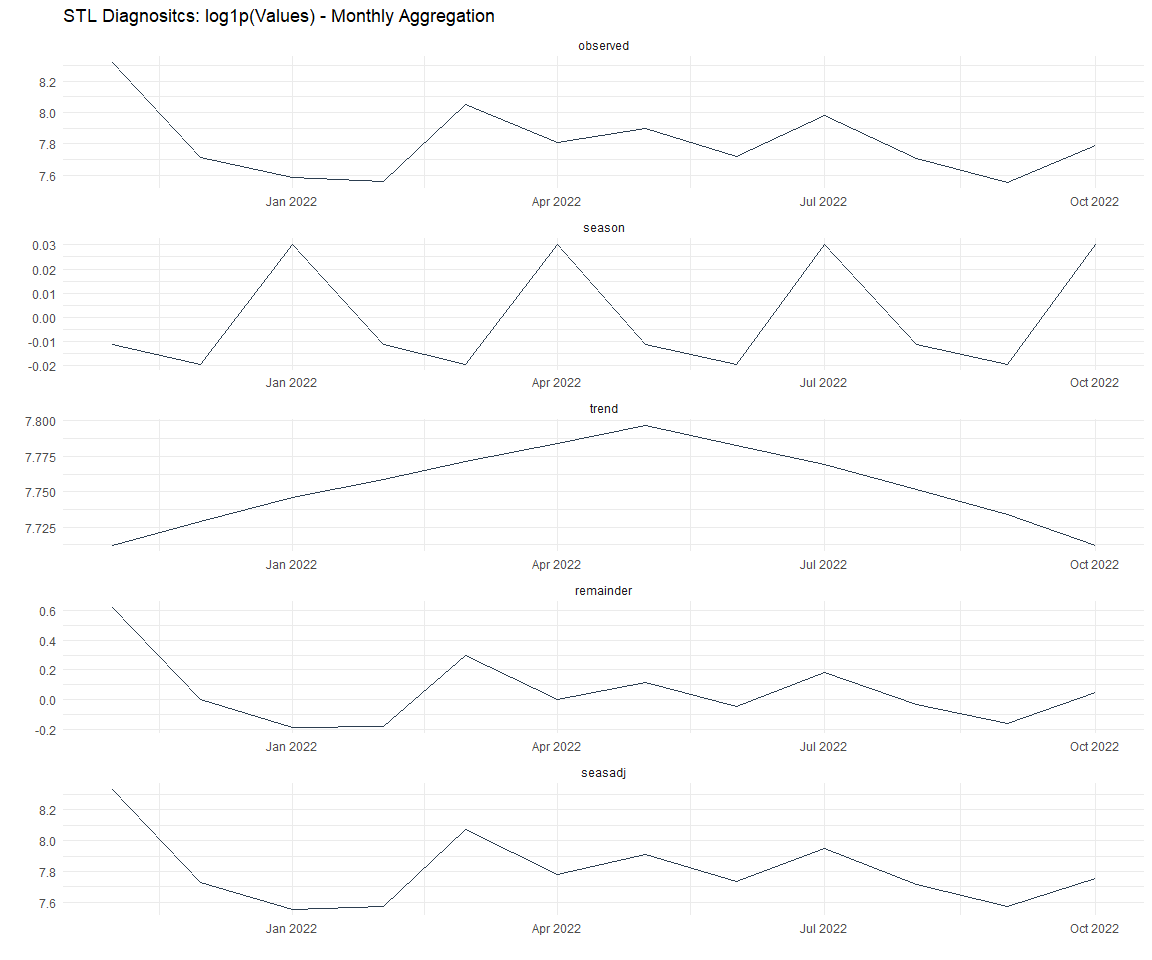 STL Diagnositcs: log1p(Values) - Monthly Aggregation
observed
8.2
8.0
7.8
7.6
Jan 2022 Apr 2022 Jul 2022 Oct 2022
season
0.03
0.02
0.01
0.00
-0.01
-0.02
Jan 2022 Apr 2022 Jul 2022 Oct 2022
trend
7.800
7.775
7.750
7.725
Jan 2022 Apr 2022 Jul 2022 Oct 2022
remainder
0.6
0.4
0.2
0.0
-0.2
Jan 2022 Apr 2022 Jul 2022 Oct 2022
seasadj
8.2
8.0
7.8
7.6
Jan 2022 Apr 2022 Jul 2022 Oct 2022